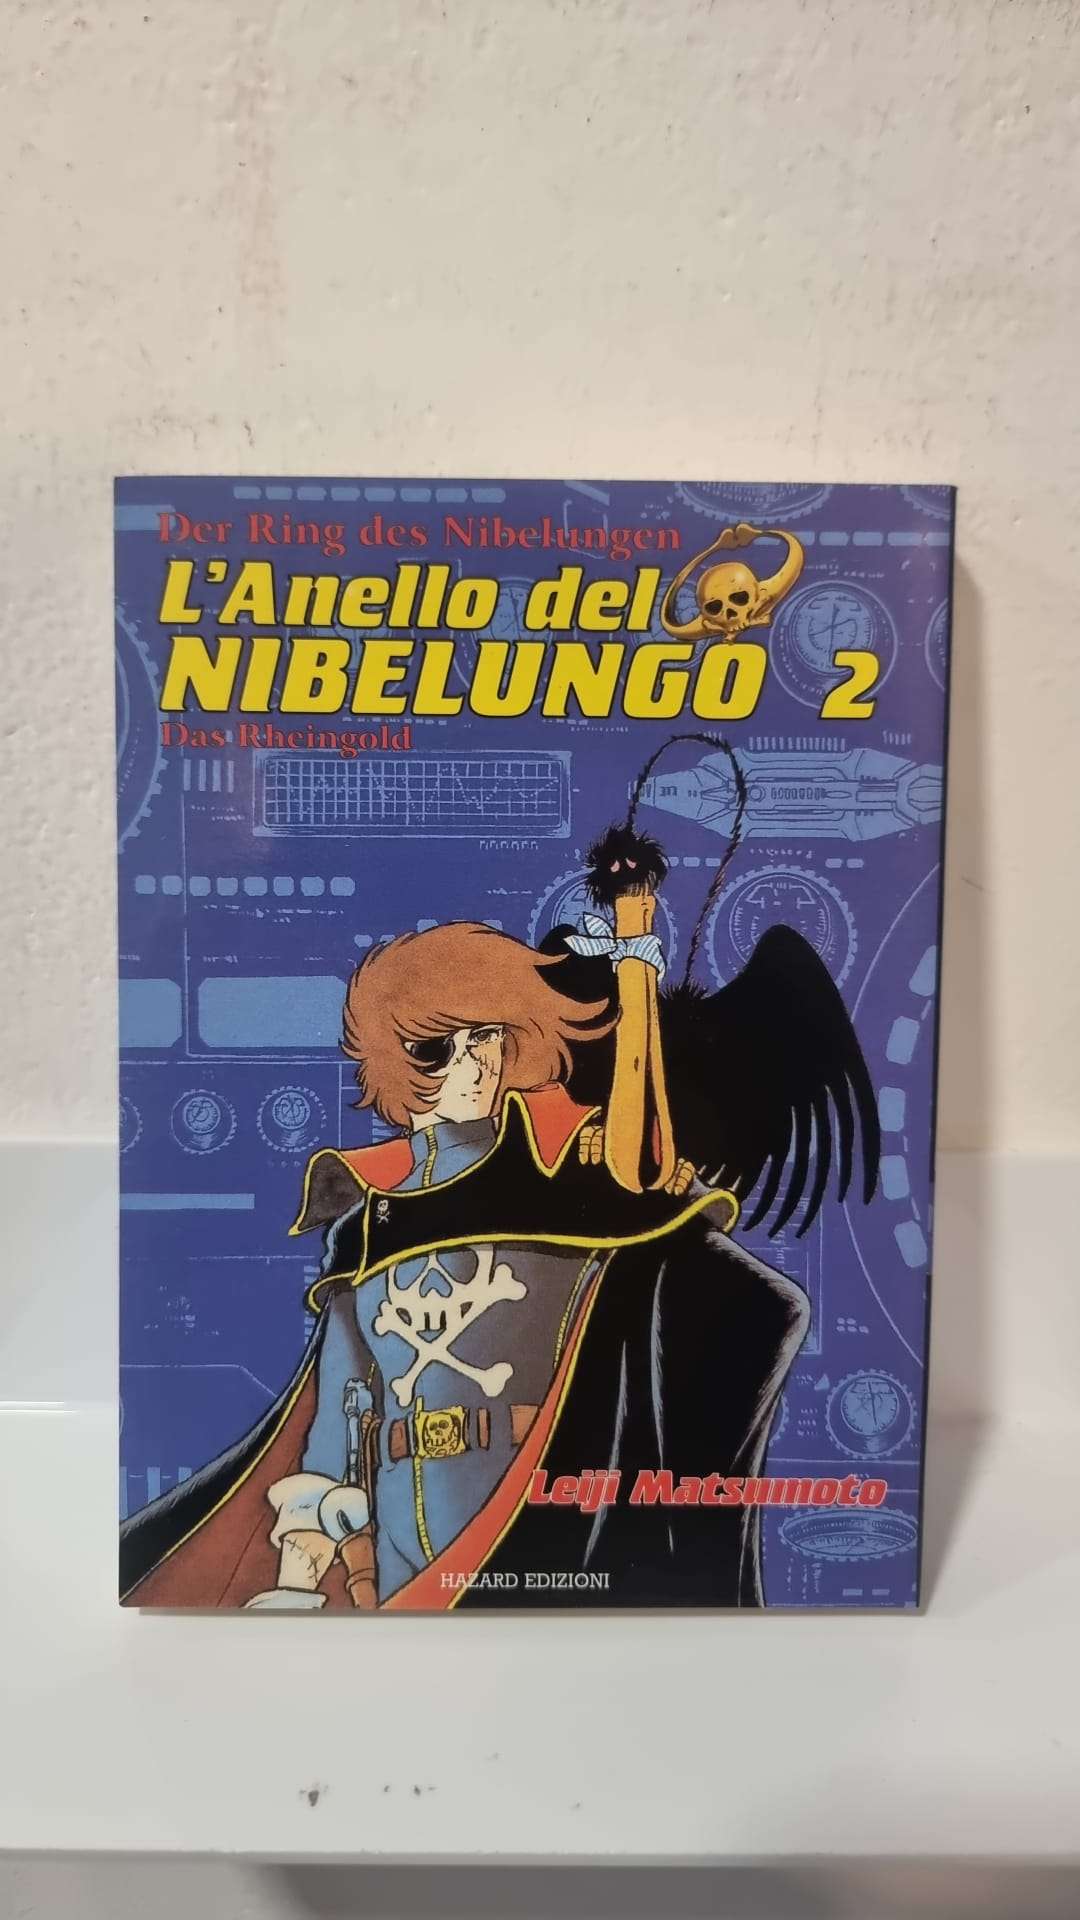 Der Ring des Nibelungen
L'Anello del
NIBELUNGO 2
Das Rheingold
Leiji Matsumoto
HAZARD EDIZIONI